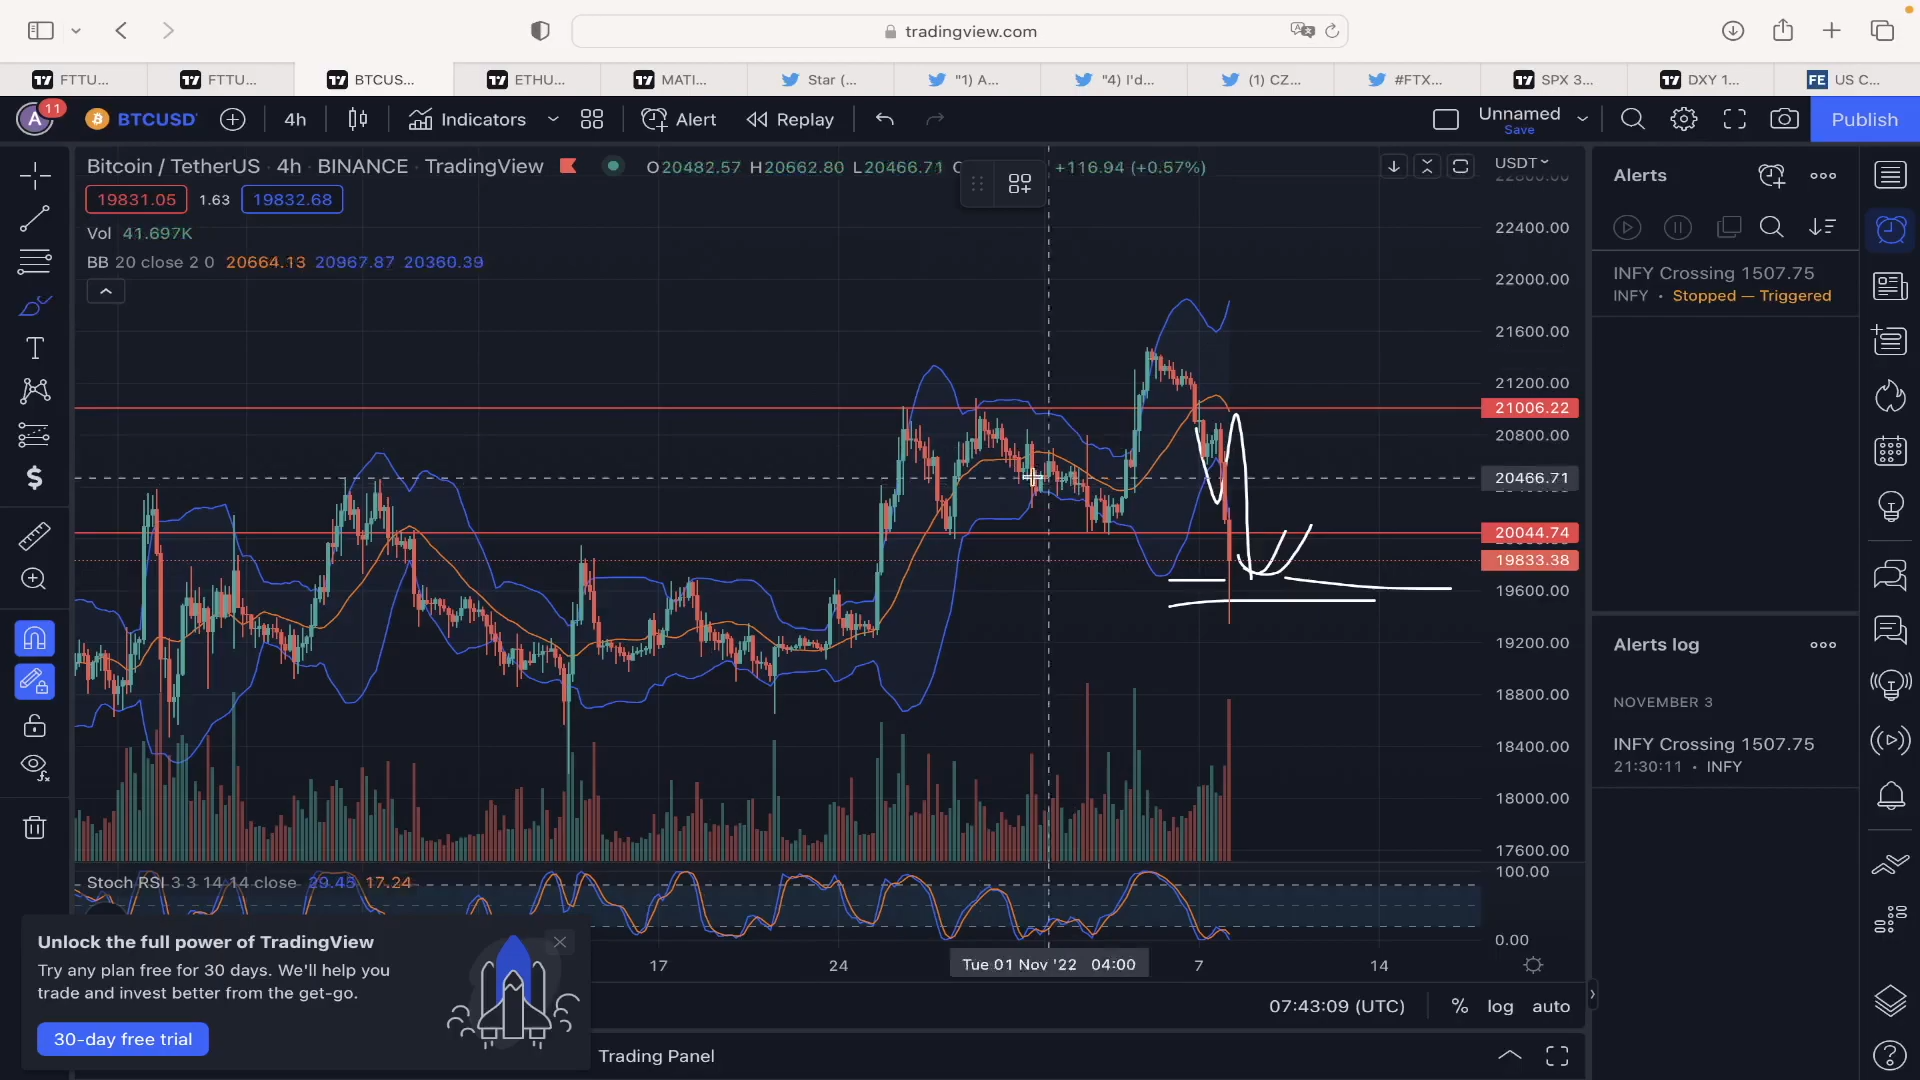 tradingview.com
FTTU...
FTTU...
BTCUS...
ETHU...
MATI...
Star (...
"1) A...
"4) I'd...
(1) CZ...
#FTX...
SPX 3...
DXY 1...
FE US C...
A 11 BTCUSD 4h Indicators Alert Replay Unnamed Save Publish
Bitcoin / TetherUS · 4h · BINANCE · TradingView
O20482.57 H20662.80 L20466.71 C +116.94 (+0.57%)
USDT
19831.05 1.63 19832.68
Vol 41.697K
BB 20 close 2 0 20664.13 20967.87 20360.39
22400.00
22000.00
21600.00
21200.00
21006.22
20800.00
20466.71
20044.74
19833.38
19600.00
19200.00
18800.00
18400.00
18000.00
17600.00
100.00
0.00
Stoch RSI 3 3 14 14 close 29.45 17.24
17
24
Tue 01 Nov '22 04:00
7
14
07:43:09 (UTC) % log auto
Trading Panel
Unlock the full power of TradingView
Try any plan free for 30 days. We'll help you
trade and invest better from the get-go.
30-day free trial
Alerts
INFY Crossing 1507.75
INFY · Stopped — Triggered
Alerts log
NOVEMBER 3
INFY Crossing 1507.75
21:30:11 · INFY